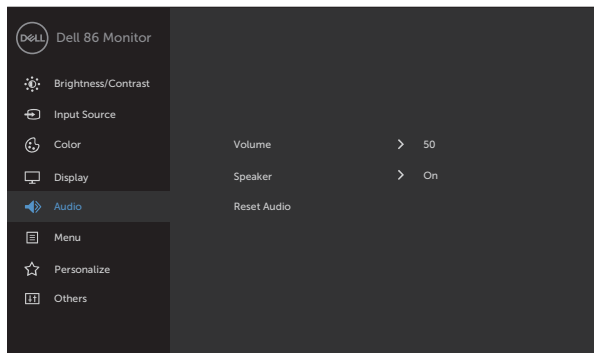 DELL Dell 86 Monitor
Brightness/Contrast
Input Source
Color
Volume 50
Display
Speaker On
Audio
Reset Audio
Menu
Personalize
Others